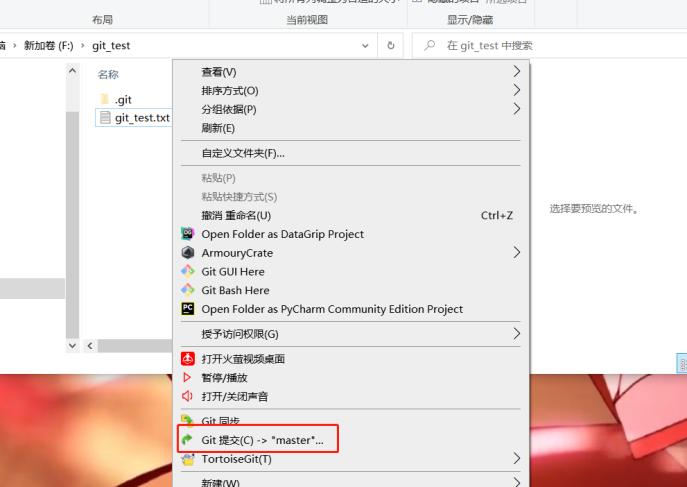 布局
当前视图
显示/隐藏
新加卷 (F:) › git_test
在 git_test 中搜索
名称
.git
git_test.txt
选择要预览的文件。
查看(V)
排序方式(O)
分组依据(P)
刷新(E)
自定义文件夹(F)...
粘贴(P)
粘贴快捷方式(S)
撤消 重命名(U) Ctrl+Z
Open Folder as DataGrip Project
ArmouryCrate
Git GUI Here
Git Bash Here
PC Open Folder as PyCharm Community Edition Project
授予访问权限(G)
打开火萤视频桌面
暂停/播放
打开/关闭声音
Git 同步
Git 提交(C) -> "master"...
TortoiseGit(T)
新建(W)